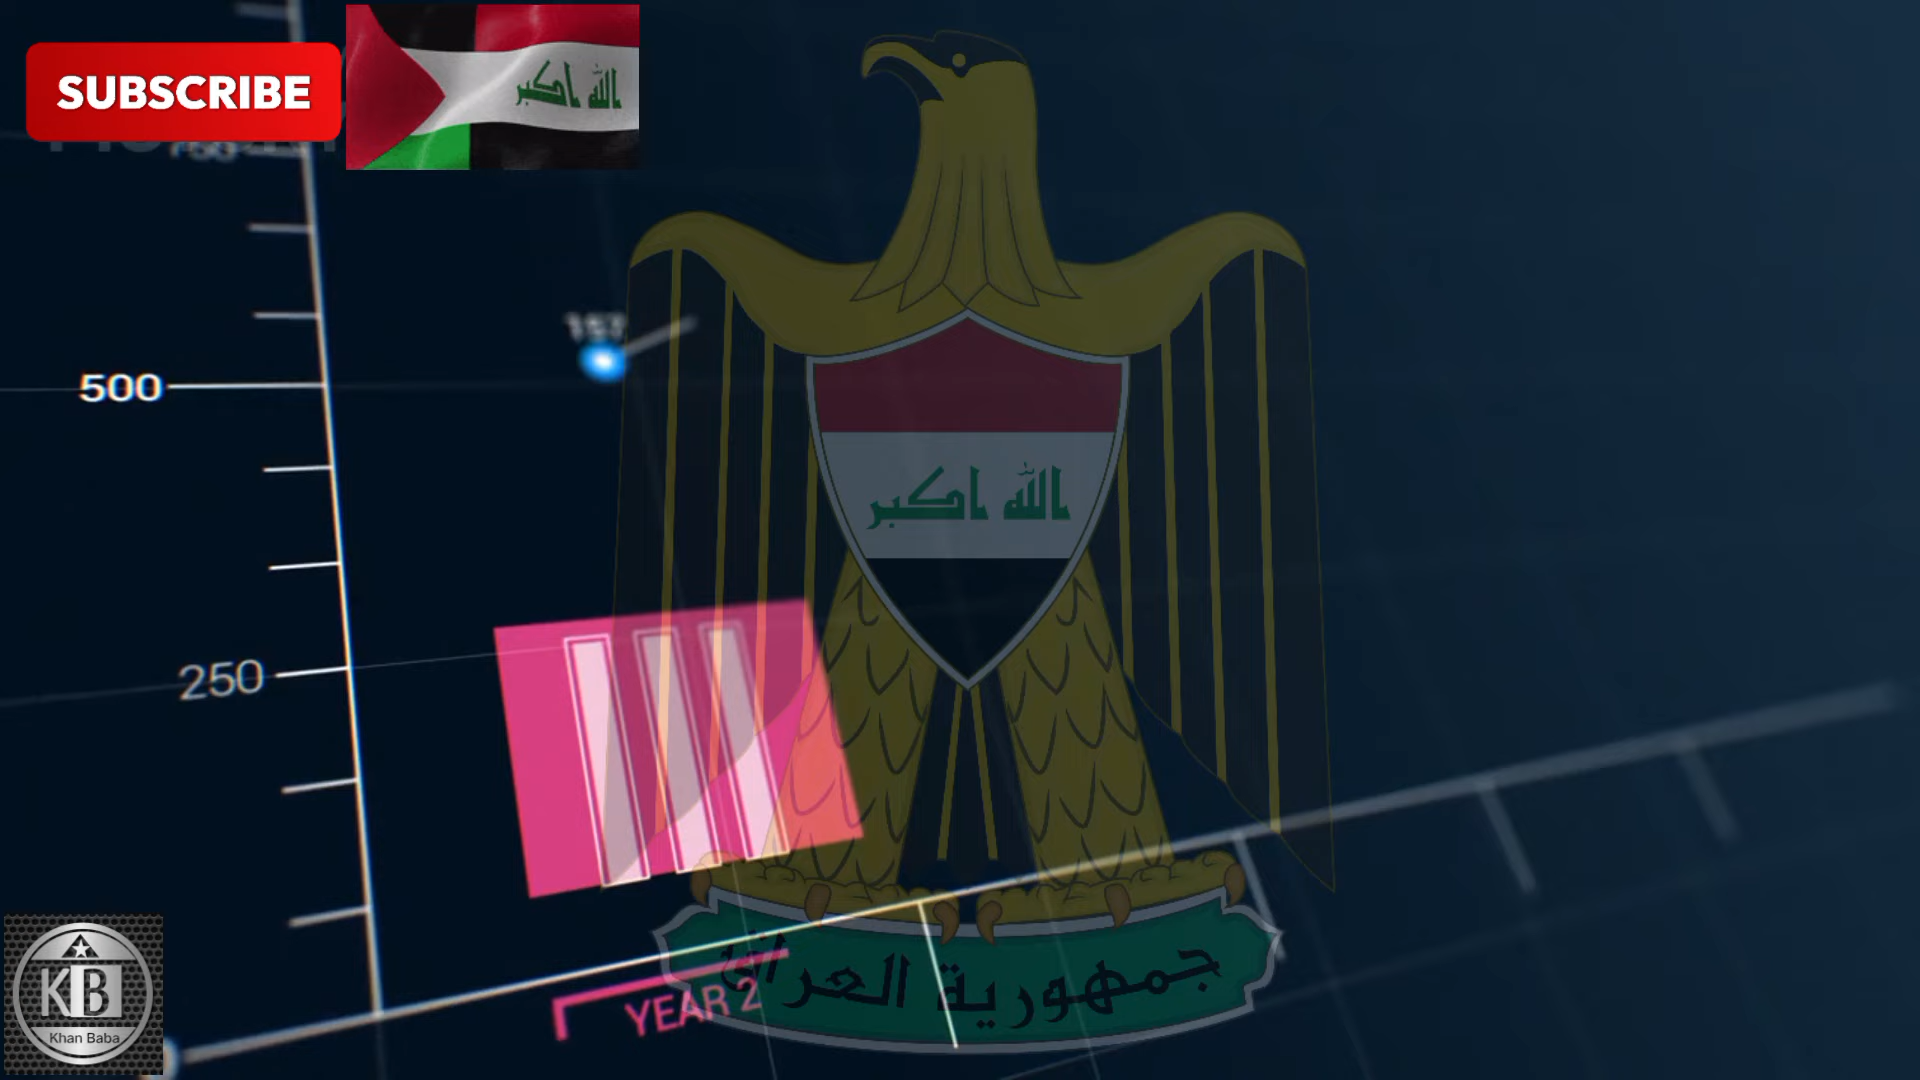 SUBSCRIBE
الله اكبر
500
الله اكبر
250
YEAR 2
جمهورية العراق
KB
Khan Baba